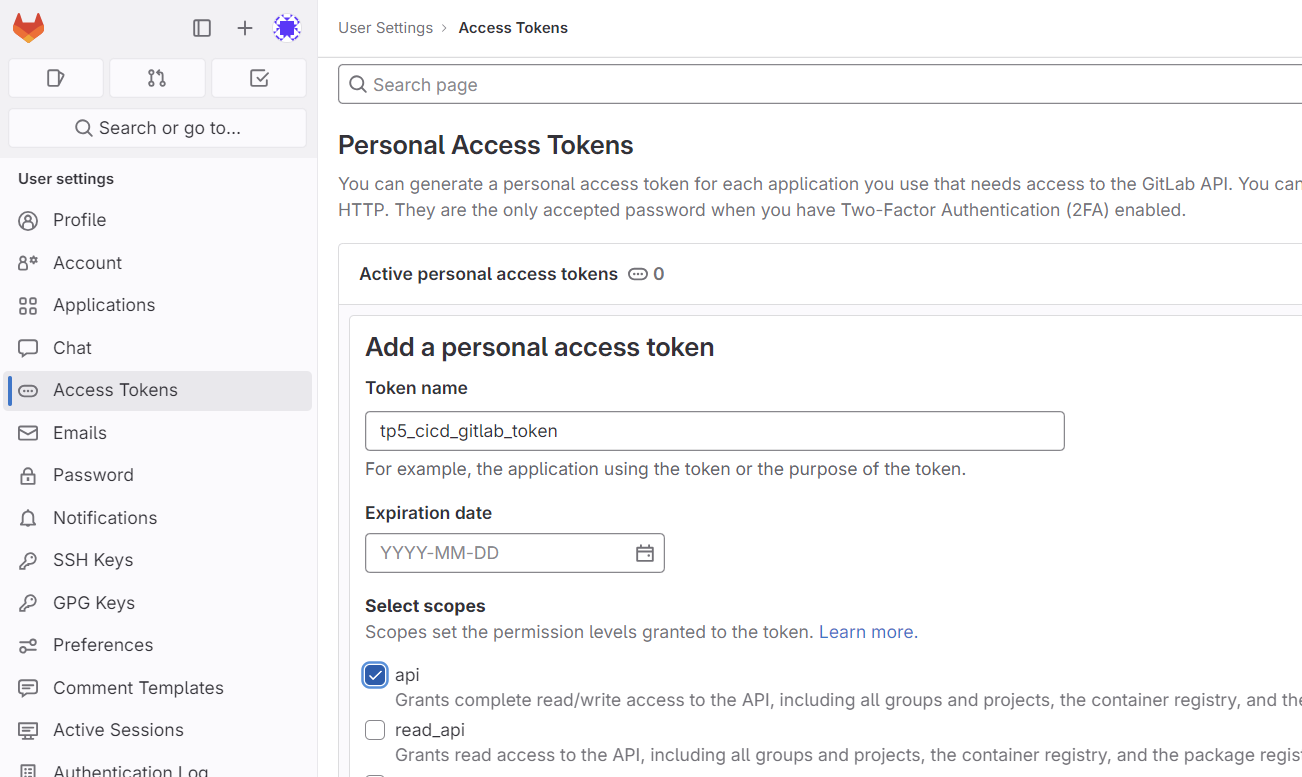 User Settings › Access Tokens
Search page
Search or go to...
User settings
Profile
Account
Applications
Chat
Access Tokens
Emails
Password
Notifications
SSH Keys
GPG Keys
Preferences
Comment Templates
Active Sessions
Authentication Log
Personal Access Tokens
You can generate a personal access token for each application you use that needs access to the GitLab API. You can
HTTP. They are the only accepted password when you have Two-Factor Authentication (2FA) enabled.
Active personal access tokens 0
Add a personal access token
Token name
tp5_cicd_gitlab_token
For example, the application using the token or the purpose of the token.
Expiration date
YYYY-MM-DD
Select scopes
Scopes set the permission levels granted to the token. Learn more.
api
Grants complete read/write access to the API, including all groups and projects, the container registry, and the
read_api
Grants read access to the API, including all groups and projects, the container registry, and the package regist